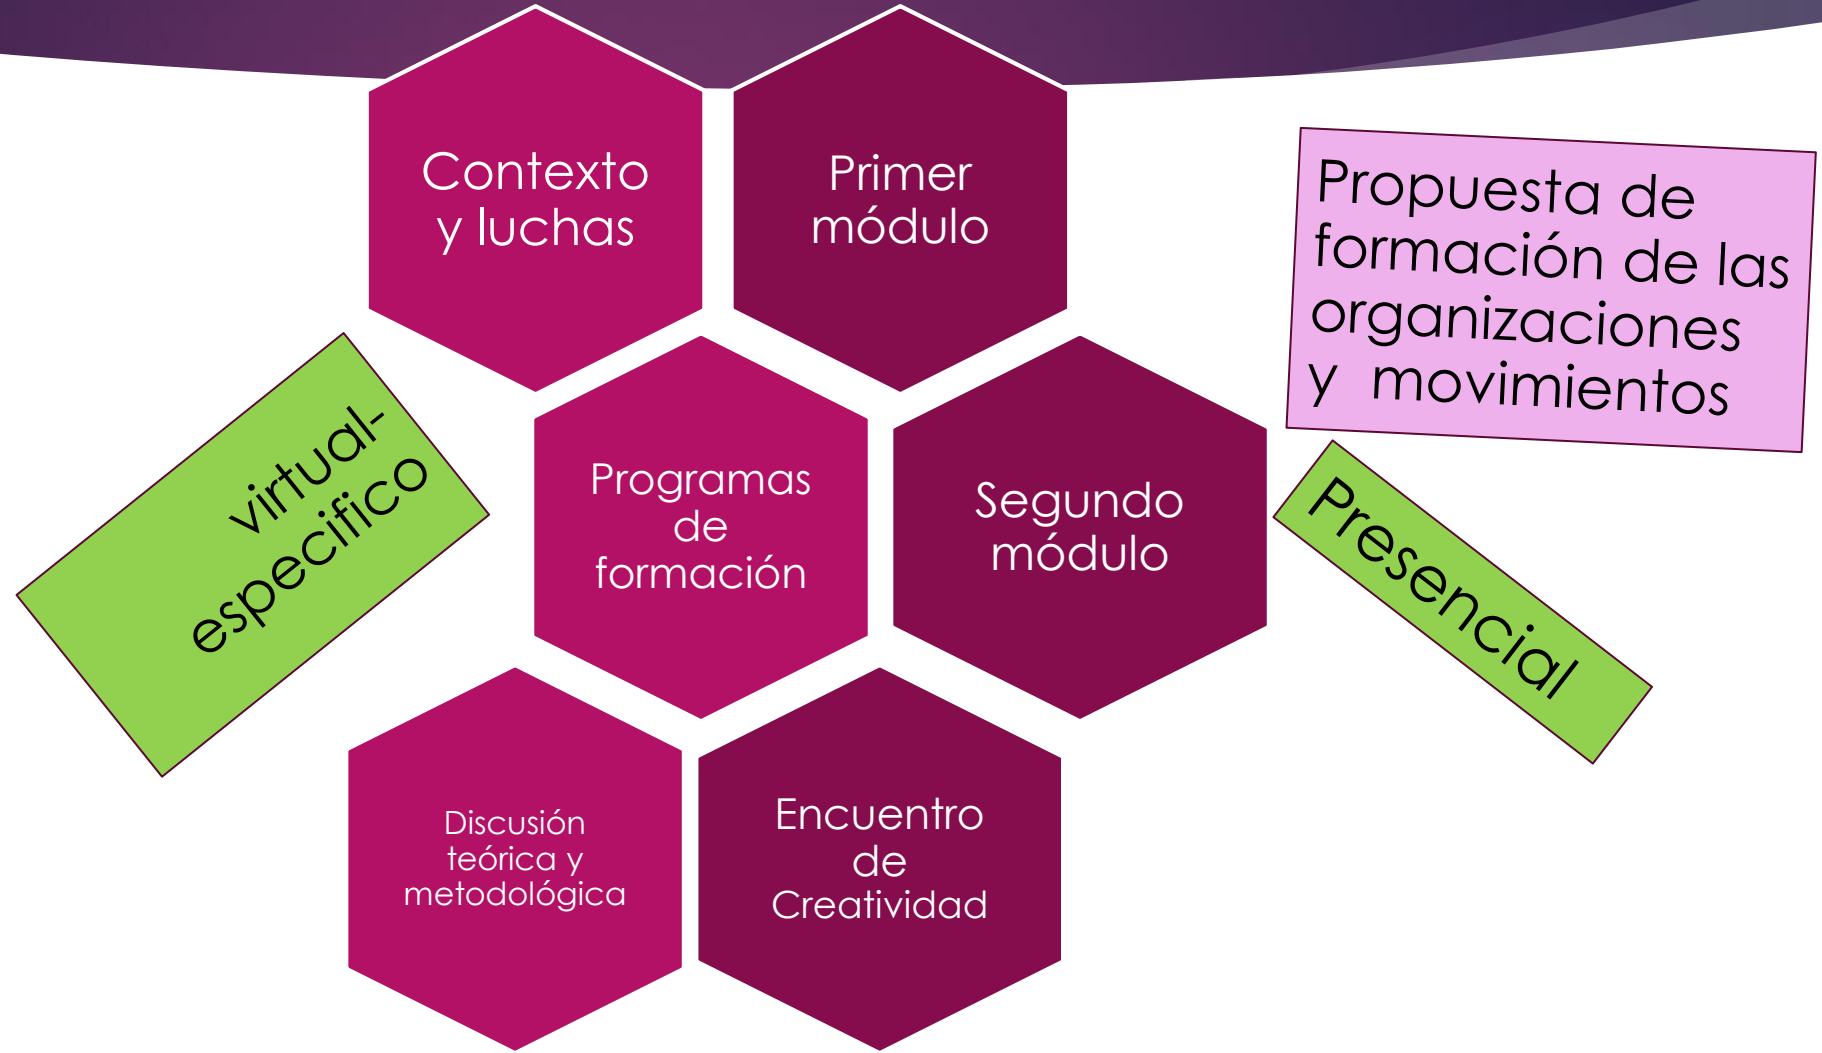 Contexto
y luchas
Primer
módulo
Propuesta de
formación de las
organizaciones
y movimientos
virtual-
especifico
Programas
de
formación
Segundo
módulo
Presencial
Discusión
teórica y
metodológica
Encuentro
de
Creatividad